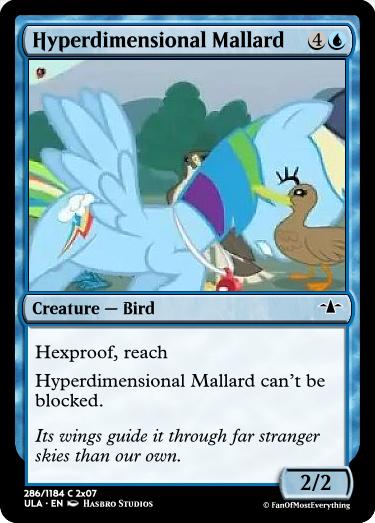 Hyperdimensional Mallard 4
Creature — Bird
Hexproof, reach
Hyperdimensional Mallard can't be
blocked.
Its wings guide it through far stranger
skies than our own.
2/2
286/1184 C 2x07
ULA • EN Hasbro Studios
© FanOfMostEverything